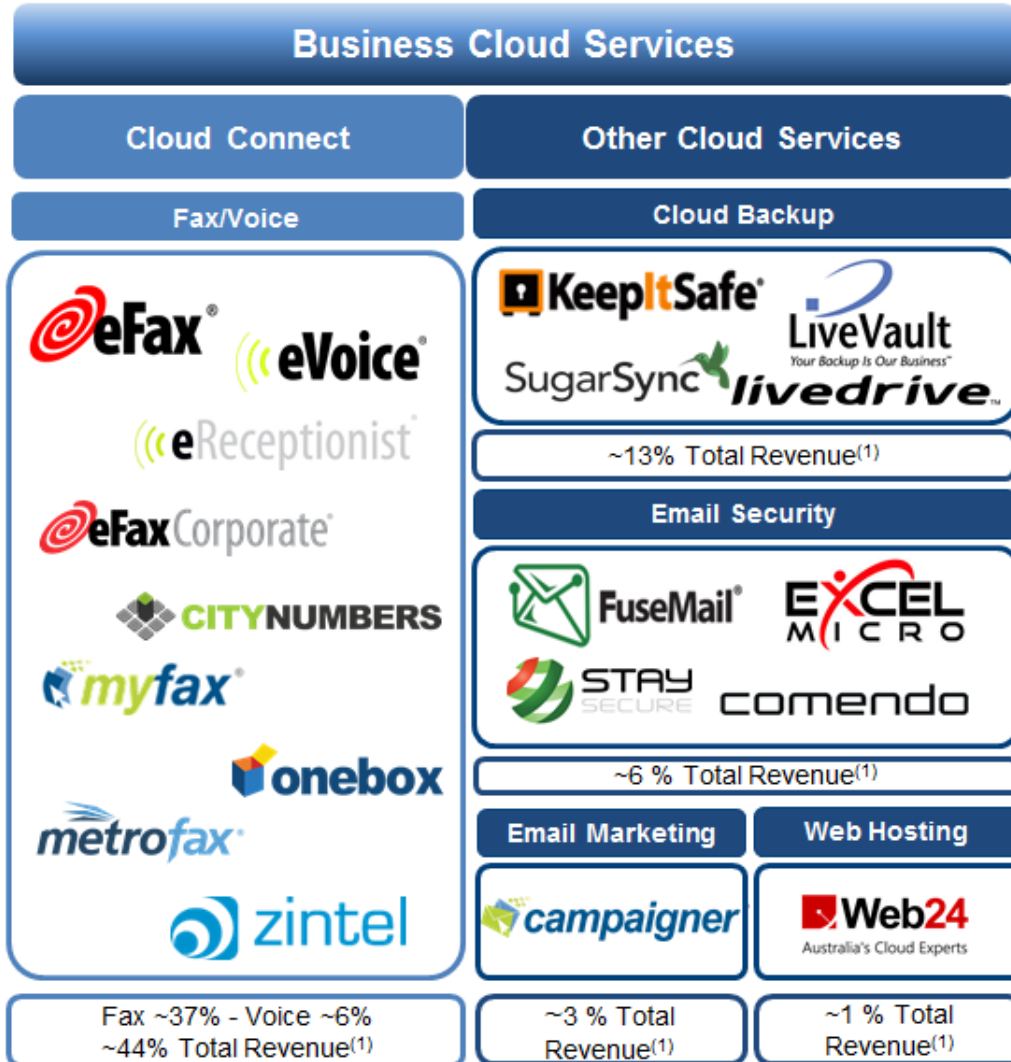 Business Cloud Services
Cloud Connect
Fax/Voice
eFax®
eVoice®
eReceptionist®
eFaxCorporate®
CITYNUMBERS
myfax®
onebox
metrofax®
zintel
Fax ~37% - Voice ~6%
~44% Total Revenue(1)
Other Cloud Services
Cloud Backup
KeepItSafe®
LiveVault
Your Backup Is Our Business™
SugarSync
livedrive™
~13% Total Revenue(1)
Email Security
FuseMail®
EXCEL
MICRO
STAY
SECURE
comendo
~6 % Total Revenue(1)
Email Marketing
campaigner
~3 % Total
Revenue(1)
Web Hosting
Web24
Australia's Cloud Experts
~1 % Total
Revenue(1)